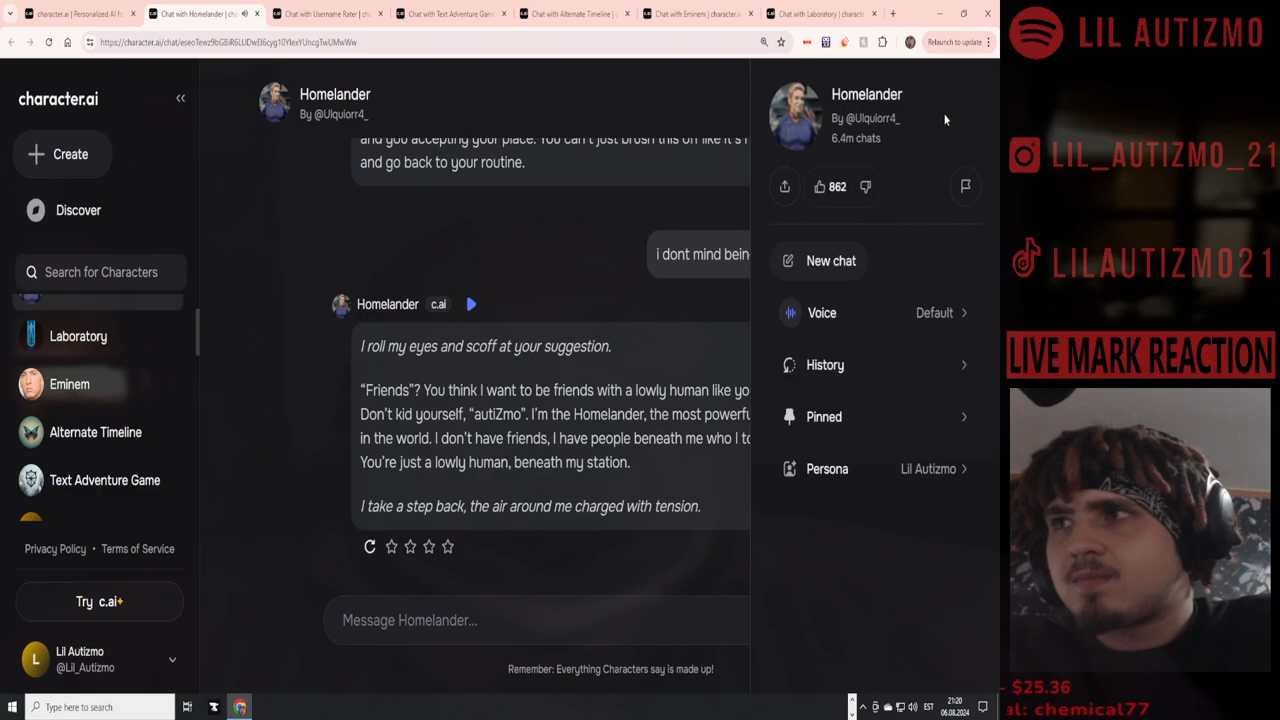 character.ai | Personalized AI f
Chat with Homelander | cha
Chat with Username Rater | c
Chat with Text Adventure Gam
Chat with Alternate Timeline | c
Chat with Eminem | character.a
Chat with Laboratory | charact
Relaunch to update
character.ai
Create
Discover
Search for Characters
Laboratory
Eminem
Alternate Timeline
Text Adventure Game
Privacy Policy • Terms of Service
Try c.ai+
L
Lil Autizmo
@Lil_Autizmo
Homelander
By @Ulquiorr4_
and you accepting your place. You can't just brush this off like it's
and go back to your routine.
i dont mind bein
Homelander c.ai
I roll my eyes and scoff at your suggestion.
“Friends”? You think I want to be friends with a lowly human like yo
Don't kid yourself, “autiZmo”. I'm the Homelander, the most powerfu
in the world. I don't have friends, I have people beneath me who I to
You're just a lowly human, beneath my station.
I take a step back, the air around me charged with tension.
Message Homelander...
Remember: Everything Characters say is made up!
Homelander
By @Ulquiorr4_
6.4m chats
862
New chat
Voice Default
History
Pinned
Persona Lil Autizmo
Type here to search
EST
21:20
06.08.2024
LIL AUTIZMO
LIL_AUTIZMO_21
LILAUTIZMO21
LIVE MARK REACTION
- $25.36
al: chemical77